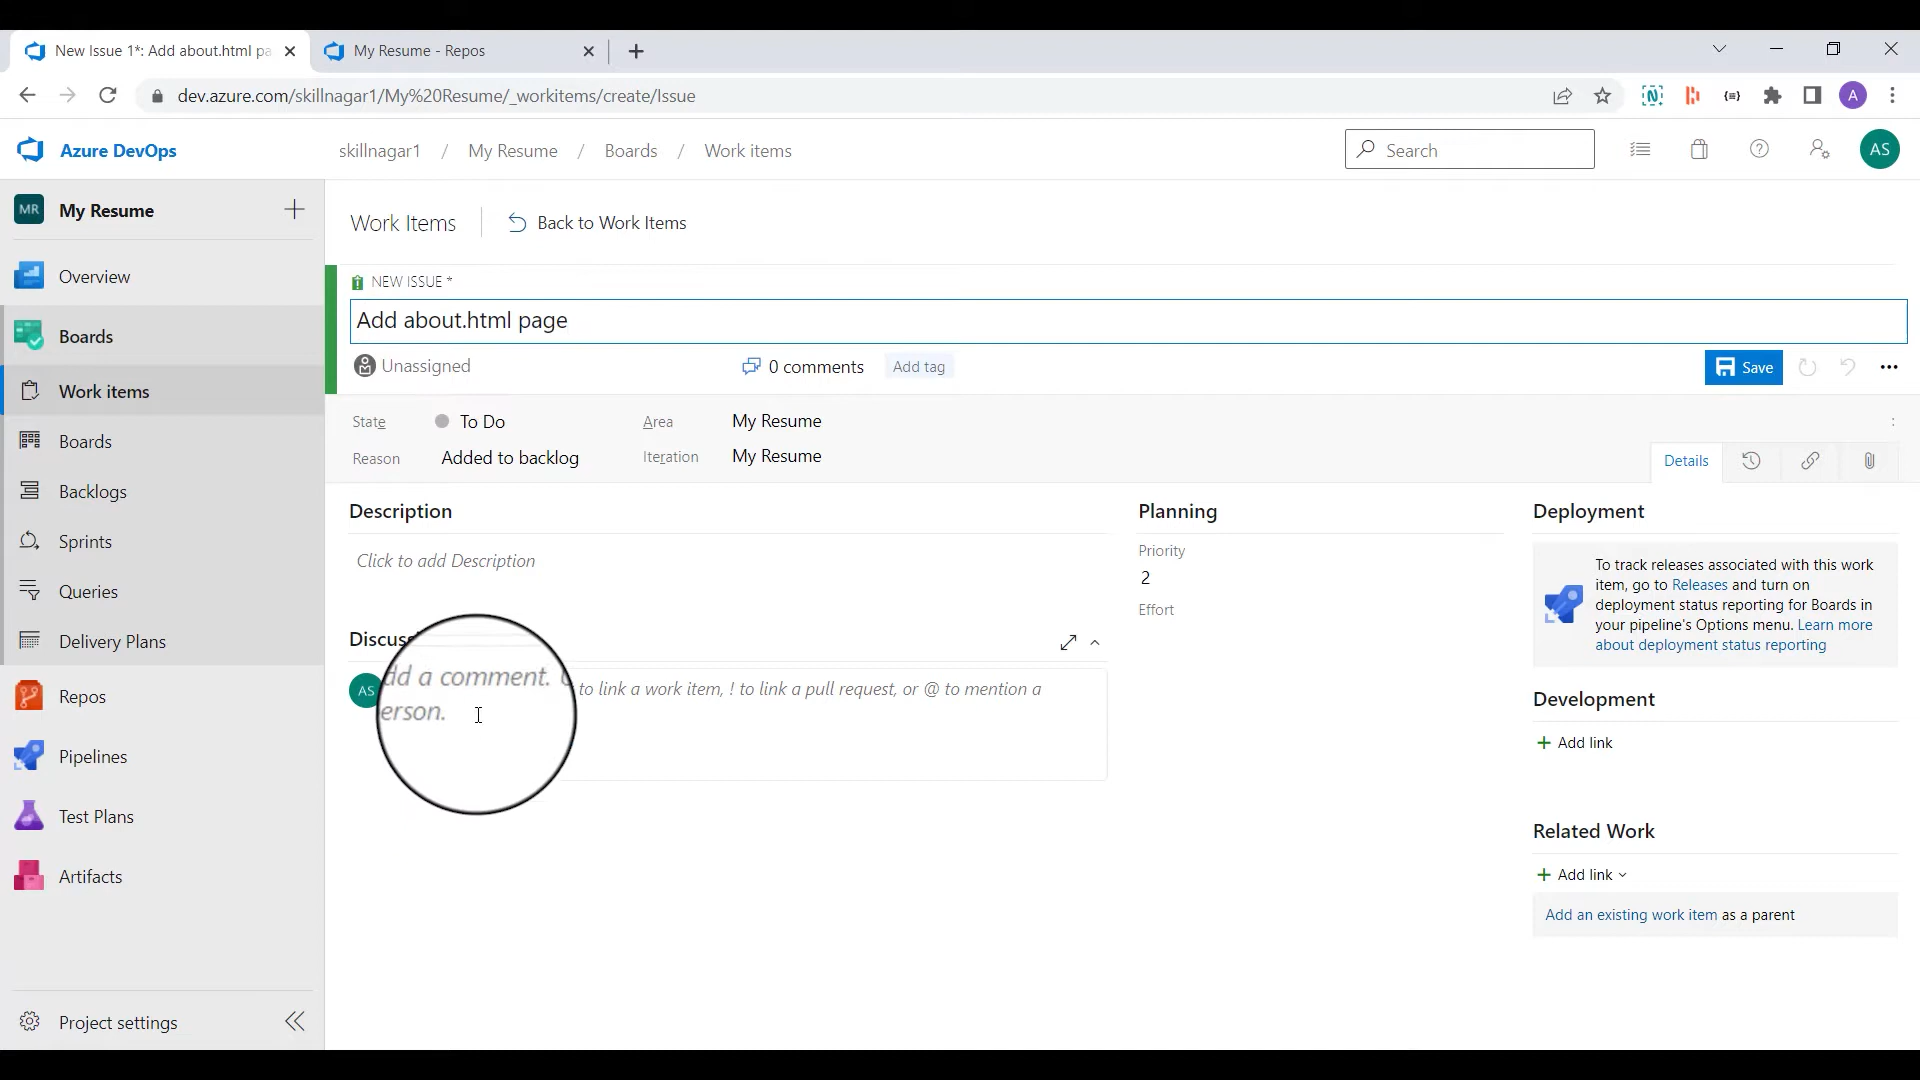 New Issue 1*: Add about.html pa
My Resume - Repos
dev.azure.com/skillnagar1/My%20Resume/_workitems/create/Issue
A
Azure DevOps
skillnagar1 / My Resume / Boards / Work items
Search
AS
MR My Resume
Overview
Boards
Work items
Boards
Backlogs
Sprints
Queries
Delivery Plans
Repos
Pipelines
Test Plans
Artifacts
Project settings
Work Items
Back to Work Items
NEW ISSUE *
Add about.html page
Unassigned
0 comments
Add tag
Save
State To Do
Area My Resume
Reason Added to backlog
Iteration My Resume
Details
Description
Click to add Description
Discus
AS
dd a comment. to link a work item, ! to link a pull request, or @ to mention a
erson.
Planning
Priority
2
Effort
Deployment
To track releases associated with this work
item, go to Releases and turn on
deployment status reporting for Boards in
your pipeline's Options menu. Learn more
about deployment status reporting
Development
+ Add link
Related Work
+ Add link
Add an existing work item as a parent